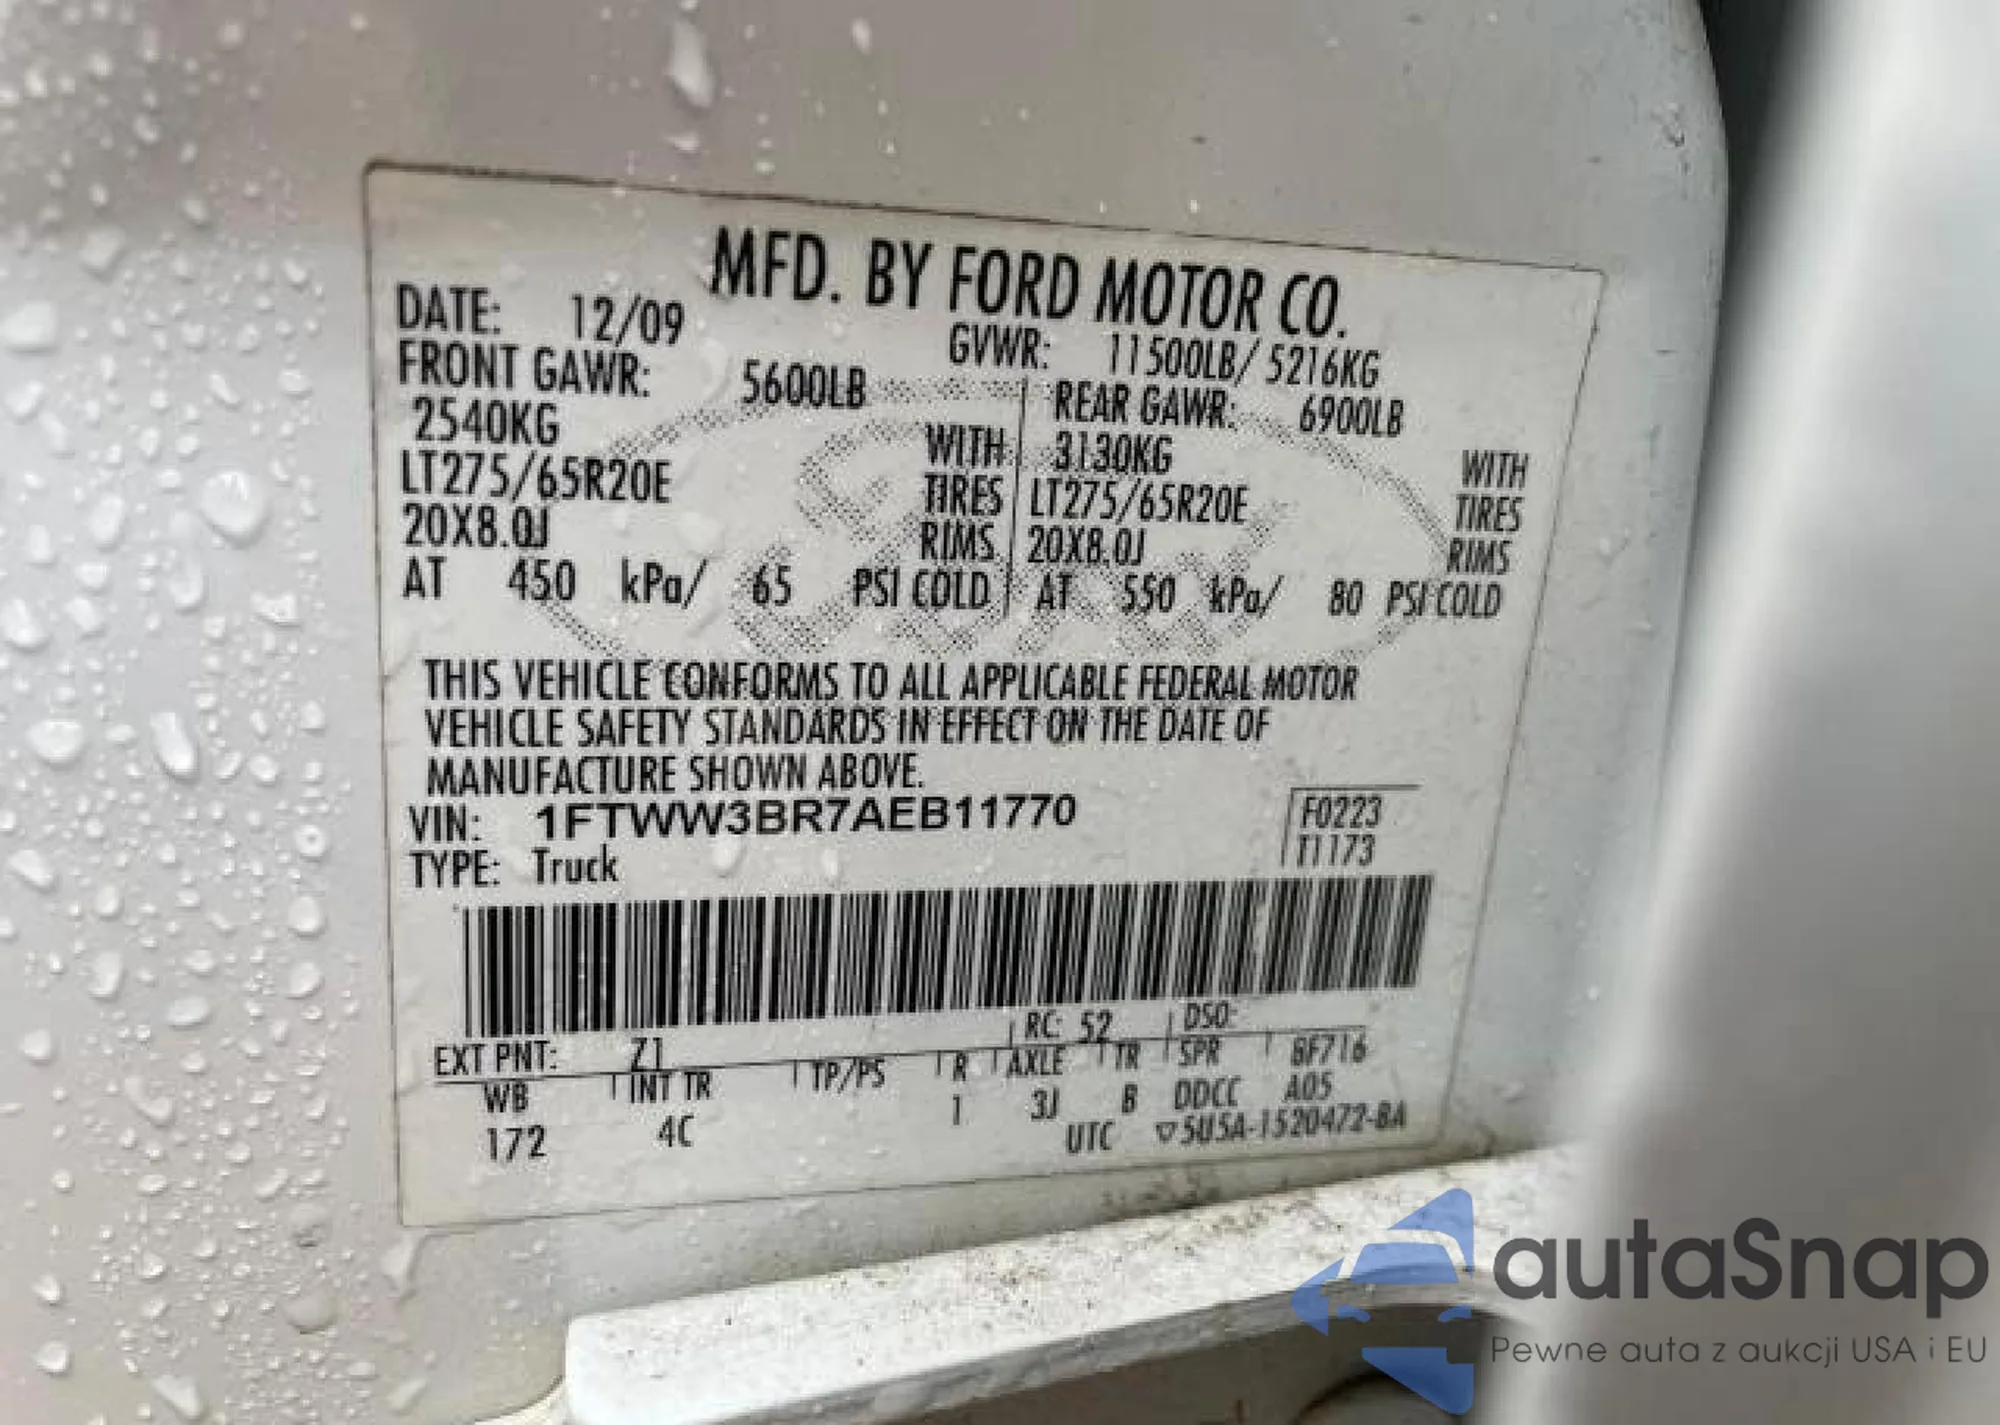 MFD. BY FORD MOTOR CO.
DATE: 12/09 GVWR: 11500LB/ 5216KG
FRONT GAWR: 5600LB REAR GAWR: 6900LB
2540KG WITH 3130KG WITH
LT275/65R20E TIRES LT275/65R20E TIRES
20X8.0J RIMS 20X8.0J RIMS
AT 450 kPa/ 65 PSI COLD AT 550 kPa/ 80 PSI COLD
THIS VEHICLE CONFORMS TO ALL APPLICABLE FEDERAL MOTOR
VEHICLE SAFETY STANDARDS IN EFFECT ON THE DATE OF
MANUFACTURE SHOWN ABOVE.
VIN: 1FTWW3BR7AEB11770 F0223
TYPE: Truck T1173
EXT PNT: Z1 RC: 52 DSO:
WB INT TR TP/PS R AXLE TR SPR 8F716
172 4C 1 3J B DDCC A05
UTC ▽5U5A-1520472-BA
autaSnap
Pewne auta z aukcji USA i EU